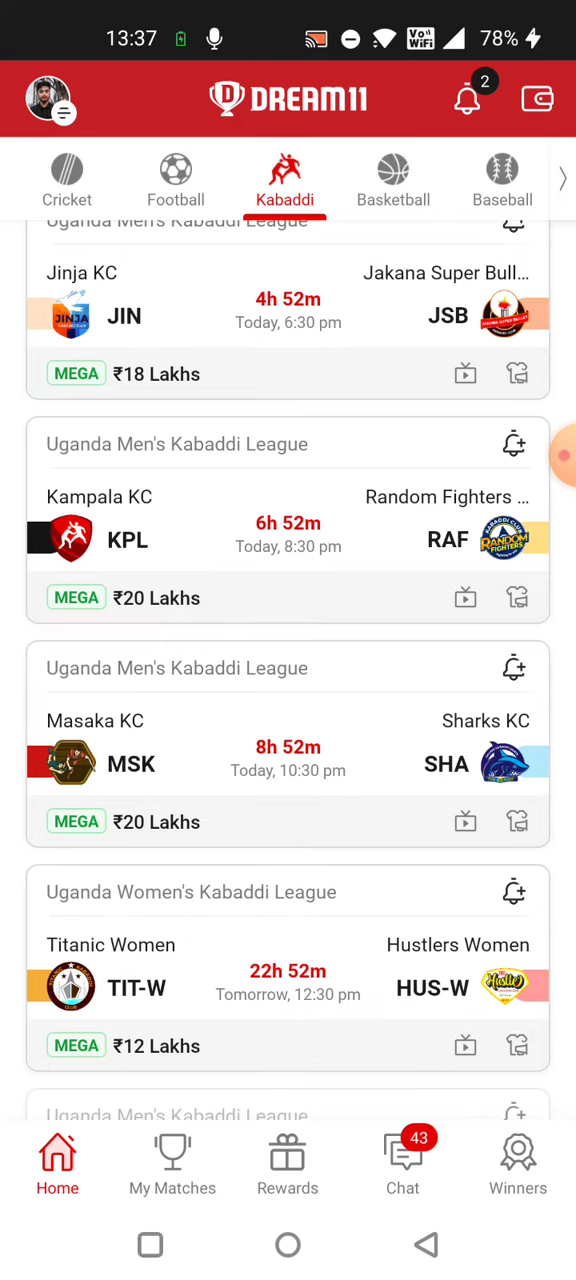 13:37
Vo))
WiFi
78%
DREAM11
2
Cricket
Football
Kabaddi
Basketball
Baseball
Uganda Men's Kabaddi League
Jinja KC
Jakana Super Bull...
4h 52m
JIN
JSB
Today, 6:30 pm
MEGA ₹18 Lakhs
Uganda Men's Kabaddi League
Kampala KC
Random Fighters ...
6h 52m
KPL
RAF
Today, 8:30 pm
MEGA ₹20 Lakhs
Uganda Men's Kabaddi League
Masaka KC
Sharks KC
8h 52m
MSK
SHA
Today, 10:30 pm
MEGA ₹20 Lakhs
Uganda Women's Kabaddi League
Titanic Women
Hustlers Women
22h 52m
TIT-W
HUS-W
Tomorrow, 12:30 pm
MEGA ₹12 Lakhs
Uganda Men's Kabaddi League
43
Home
My Matches
Rewards
Chat
Winners